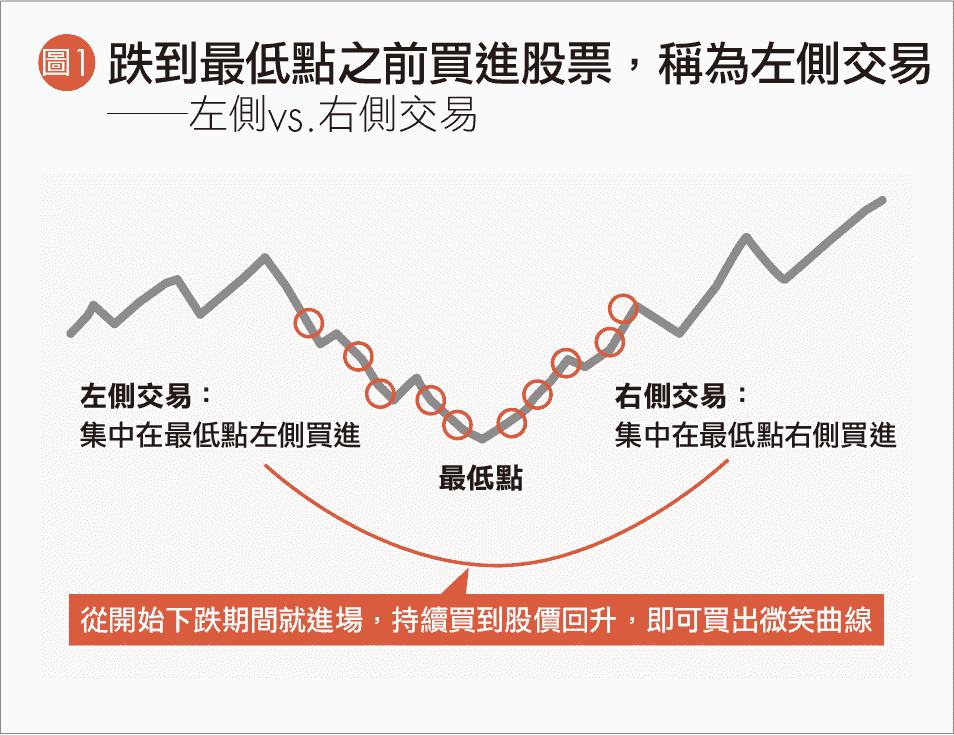 圖1 跌到最低點之前買進股票，稱為左側交易
——左側vs.右側交易
左側交易：
集中在最低點左側買進
右側交易：
集中在最低點右側買進
最低點
從開始下跌期間就進場，持續買到股價回升，即可買出微笑曲線